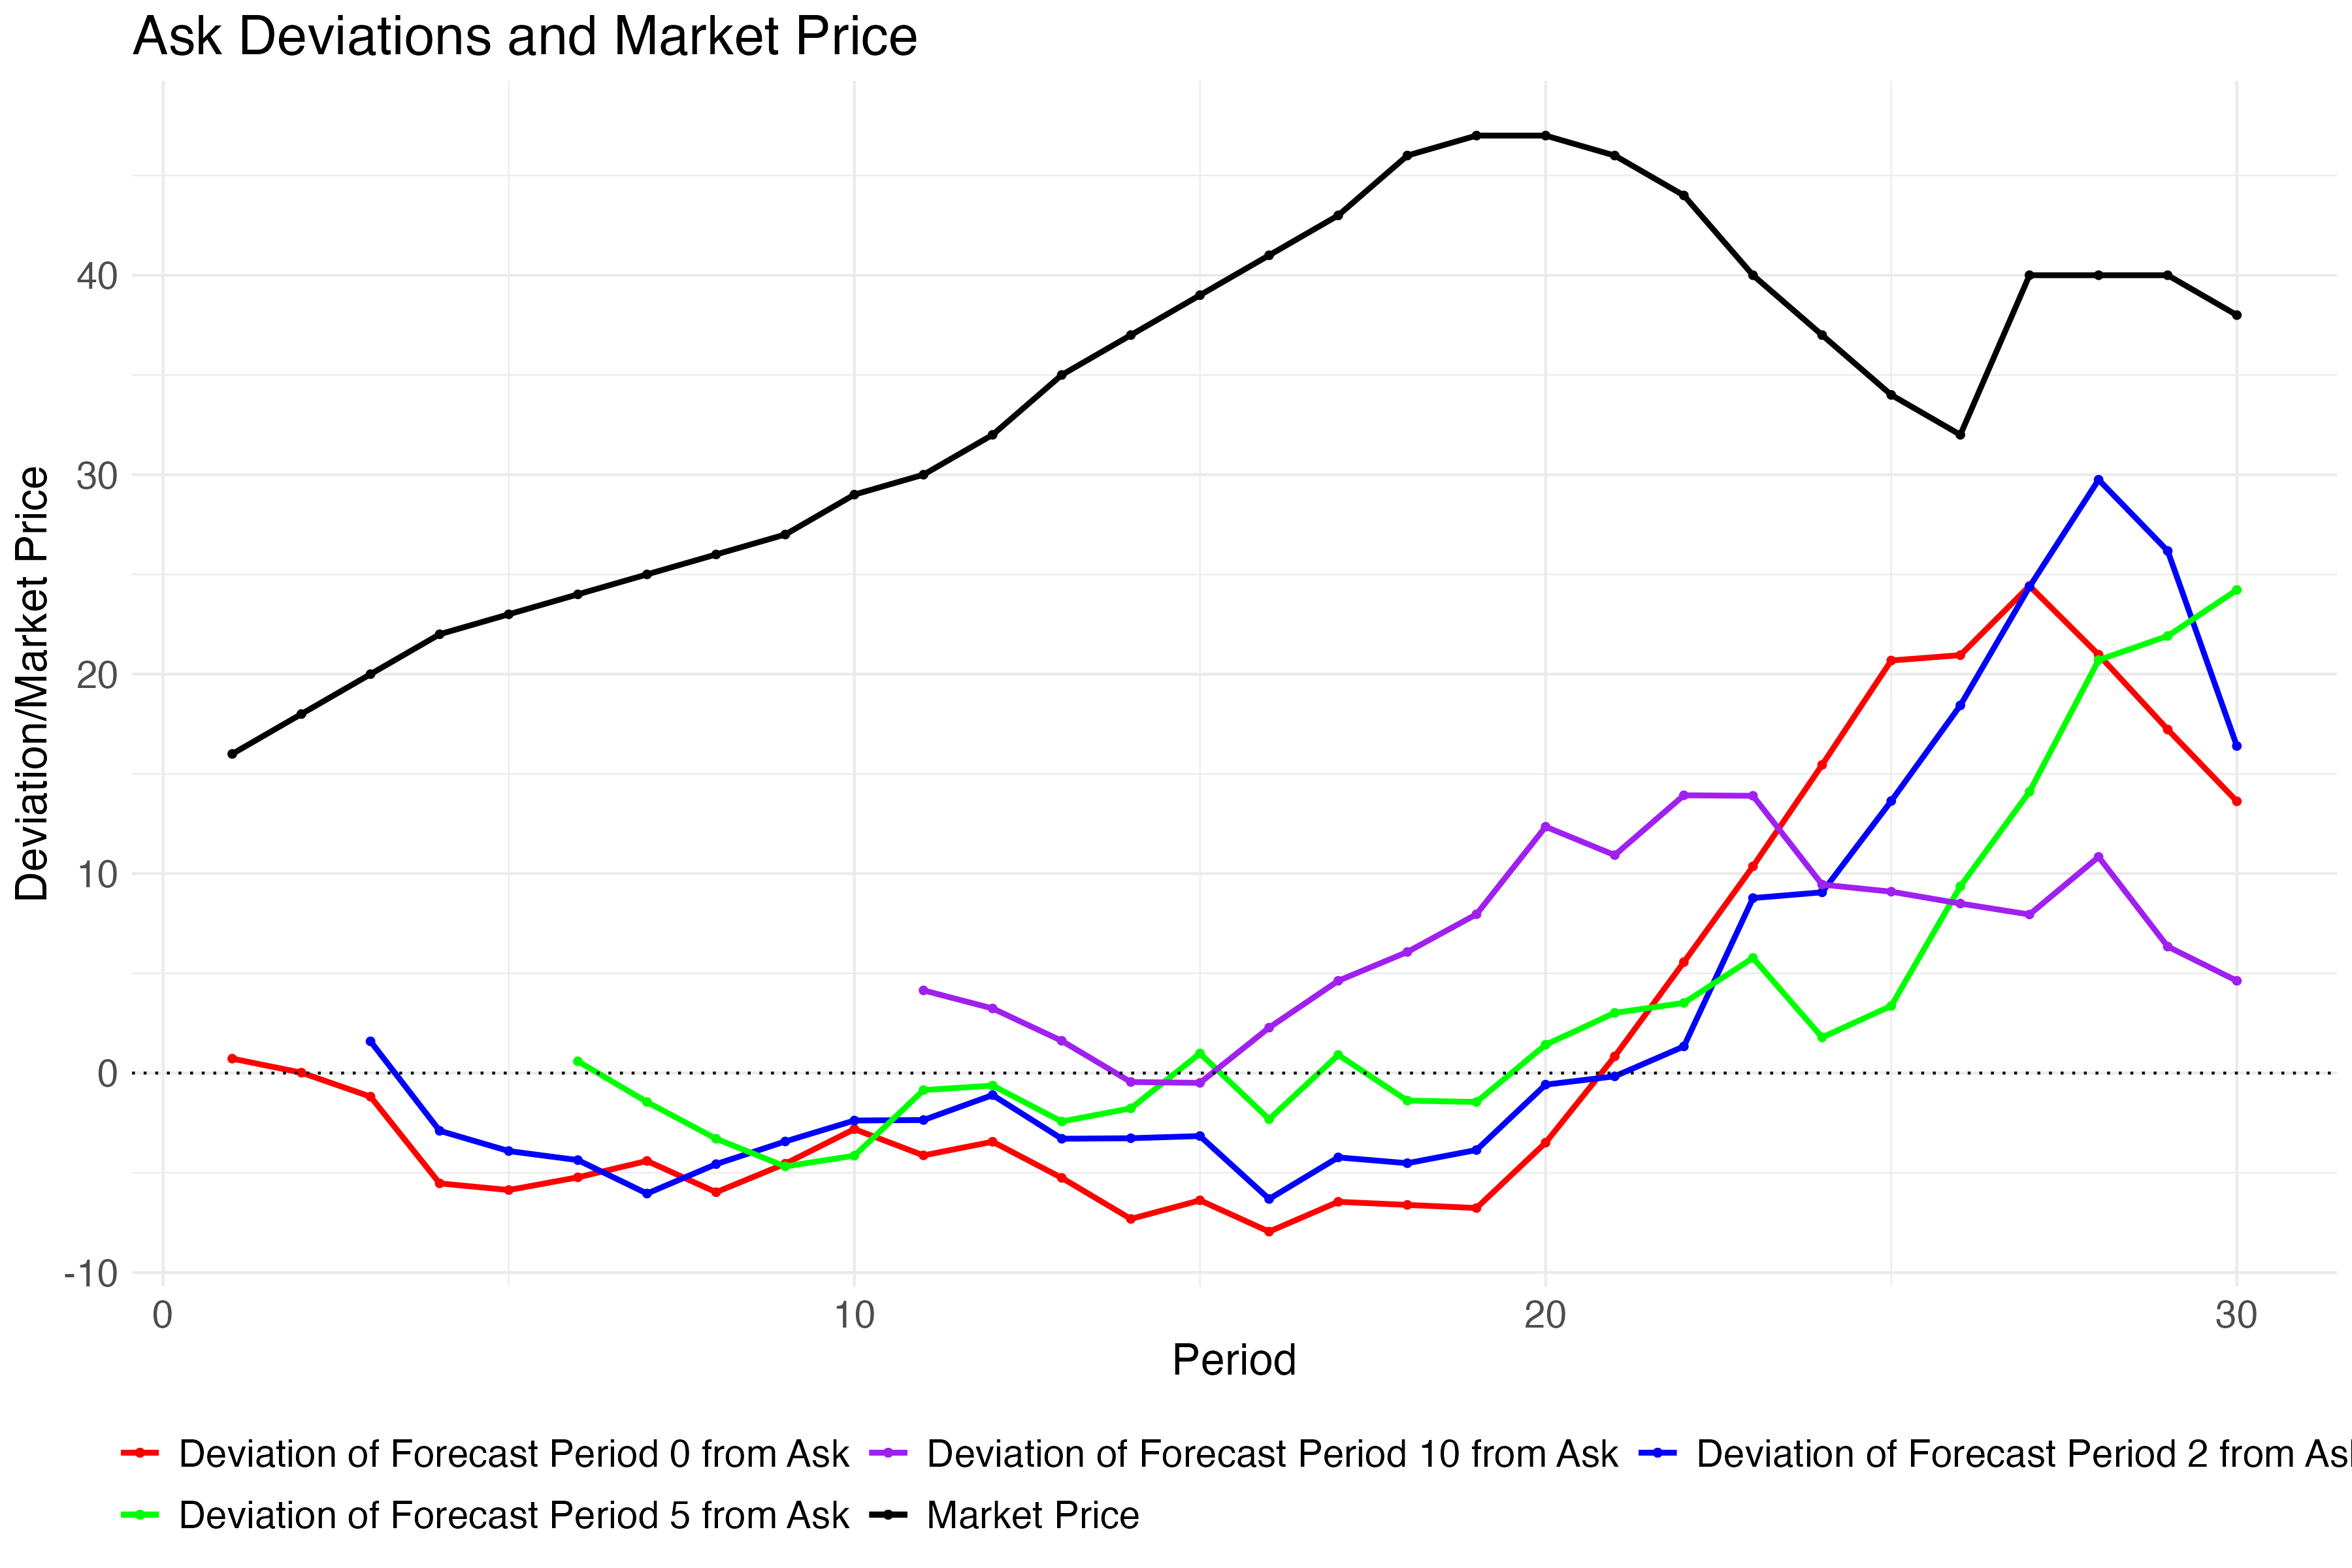 Ask Deviations and Market Price
Deviation/Market Price
40
30
20
10
0
-10
0
10
20
30
Period
Deviation of Forecast Period 0 from Ask
Deviation of Forecast Period 10 from Ask
Deviation of Forecast Period 2 from Ask
Deviation of Forecast Period 5 from Ask
Market Price